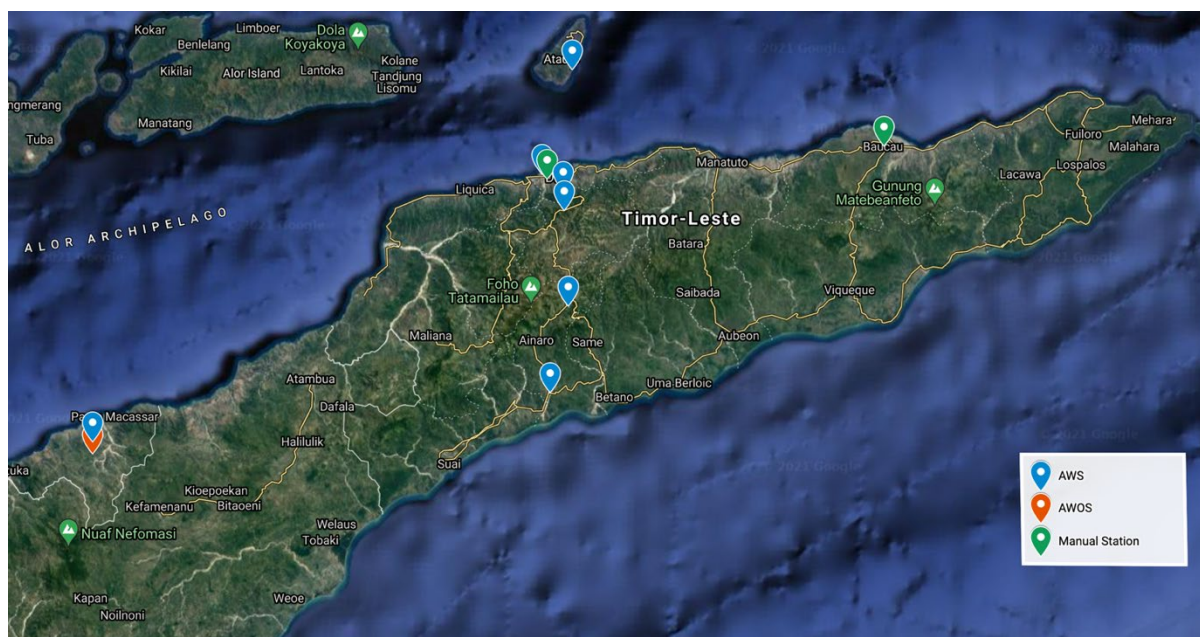 Kokar
Limboer
Dola
Koyakoya
Benlelang
Kolane
Kikilai
Alor Island
Lantoka
Tandjung
Lisomu
Manatang
Tuba
Mehara
Fuiloro
Malahara
Baucau
Manatuto
Lospalos
Lacawa
Liquica
Gunung
Matebeanfeto
ALOR ARCHIPELAGO
Timor-Leste
Batara
Foho
Tatamailau
Saibada
Viqueque
Maliana
Ainaro
Same
Aubeon
Atambua
Uma Berloic
Betano
Dafala
Macassar
Halilulik
Suai
Kioepoekan
Kefamenanu
Bitaoeni
Nuaf Nefomasi
Welaus
Tobaki
Kapan
Noilnoni
Weoe
AWS
AWOS
Manual Station